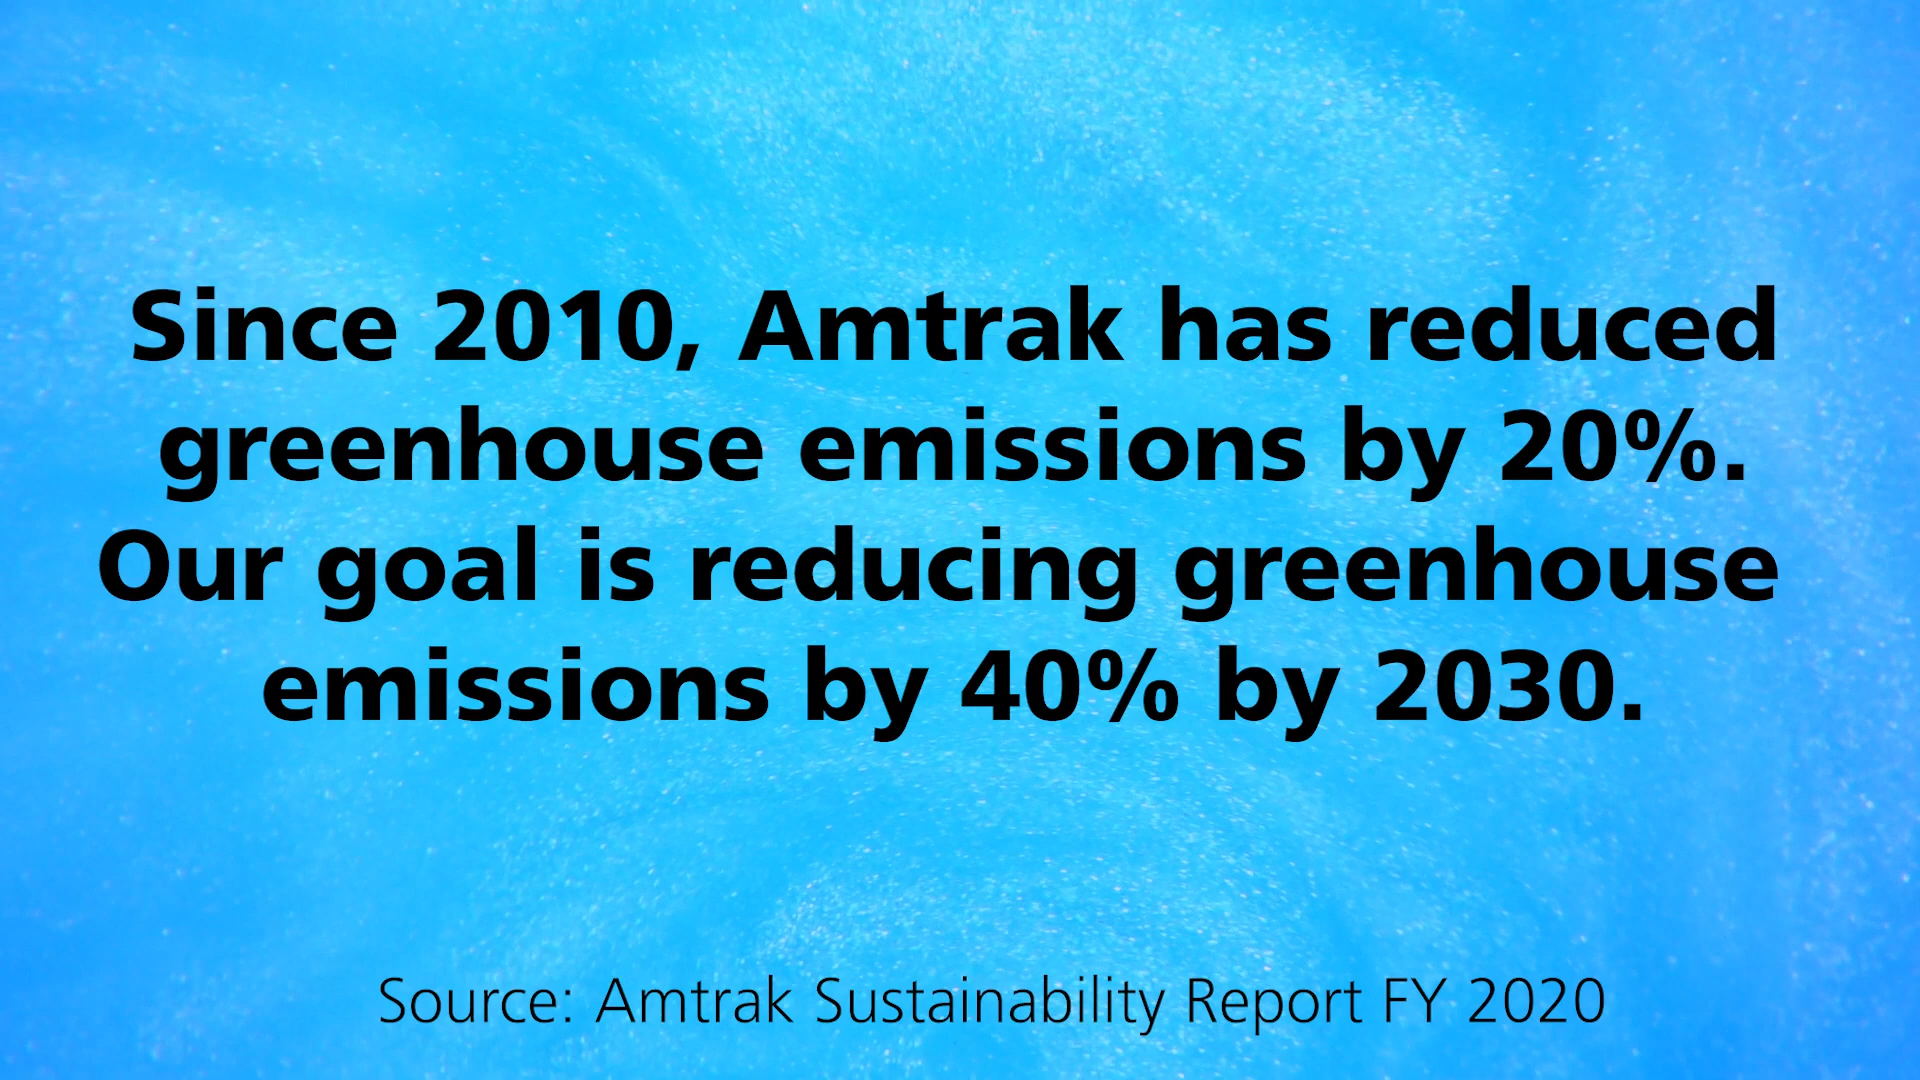 Since 2010, Amtrak has reduced
greenhouse emissions by 20%.
Our goal is reducing greenhouse
emissions by 40% by 2030.
Source: Amtrak Sustainability Report FY 2020